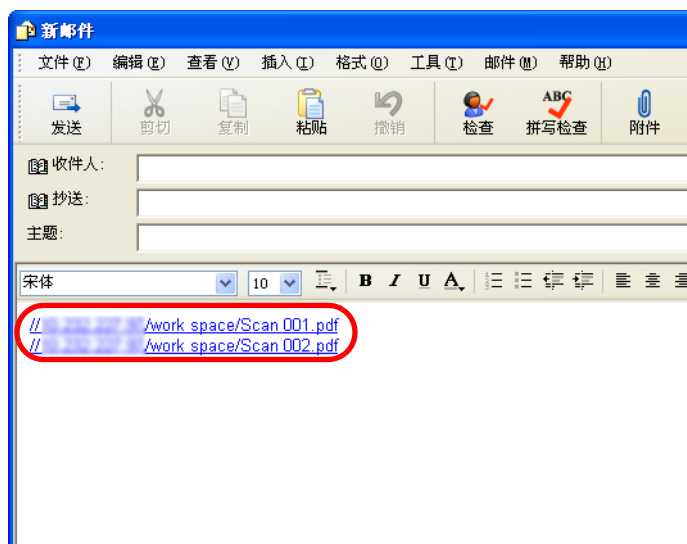 新邮件
文件(F) 编辑(E) 查看(V) 插入(I) 格式(O) 工具(T) 邮件(M) 帮助(H)
发送 剪切 复制 粘贴 撤销 检查 ABC 拼写检查 附件
收件人:
抄送:
主题:
宋体 10 B I U A
// /work space/Scan 001.pdf
// /work space/Scan 002.pdf